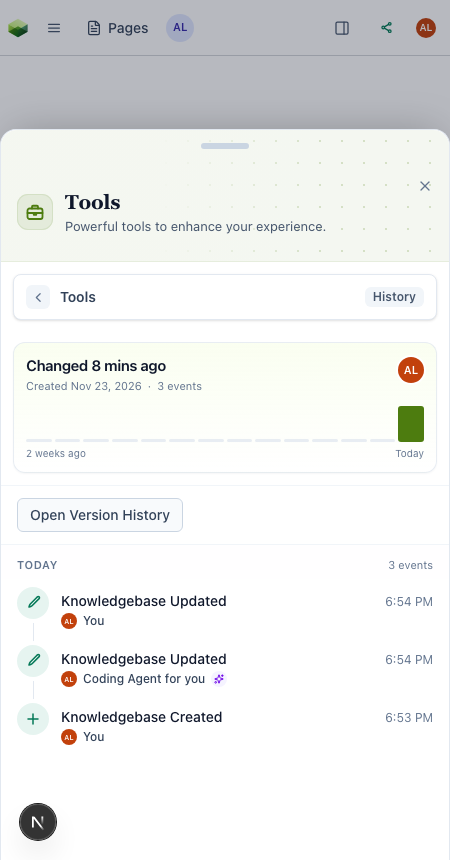 Pages
AL
AL
Tools
Powerful tools to enhance your experience.
Tools
History
Changed 8 mins ago
AL
Created Nov 23, 2026 · 3 events
2 weeks ago
Today
Open Version History
TODAY
3 events
Knowledgebase Updated
6:54 PM
AL
You
Knowledgebase Updated
6:54 PM
AL
Coding Agent for you
Knowledgebase Created
6:53 PM
AL
You
N